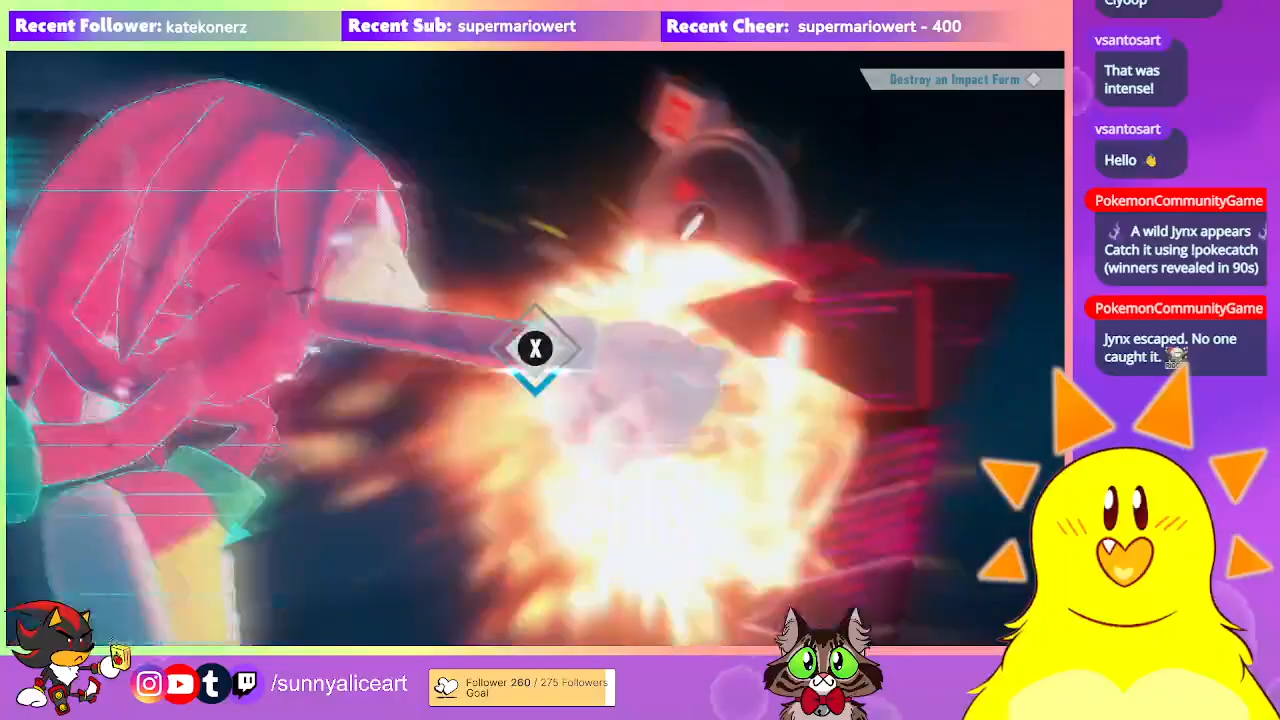 Recent Follower: katekonerz
Recent Sub: supermariowert
Recent Cheer: supermariowert - 400
Destroy an Impact Form
X
Clyoop
vsantosart
That was
intense!
vsantosart
Hello
PokemonCommunityGame
A wild Jynx appears
Catch it using !pokecatch
(winners revealed in 90s)
PokemonCommunityGame
Jynx escaped. No one
caught it.
/sunnyaliceart
Follower 260 / 275 Followers
Goal